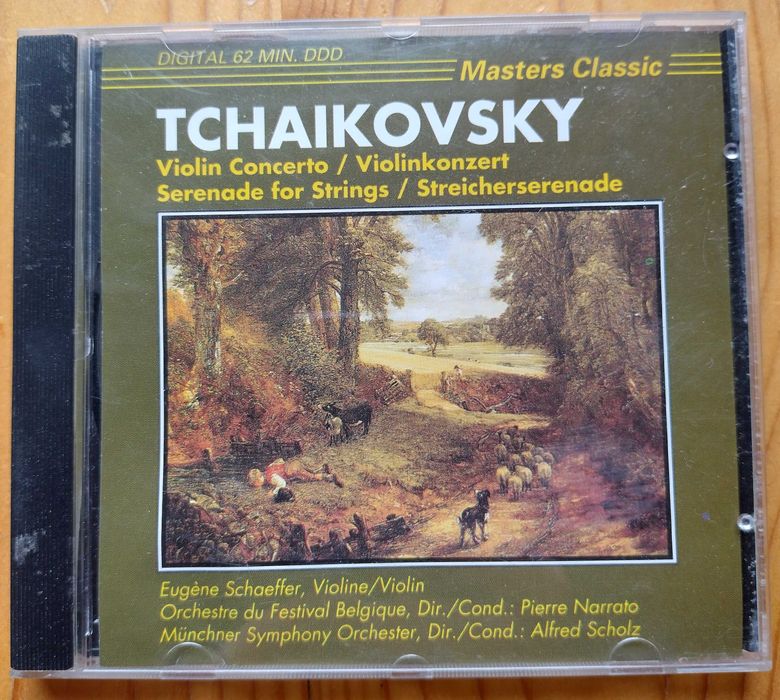 DIGITAL 62 MIN. DDD
Masters Classic
TCHAIKOVSKY
Violin Concerto / Violinkonzert
Serenade for Strings / Streicherserenade
Eugène Schaeffer, Violine/Violin
Orchestre du Festival Belgique, Dir./Cond.: Pierre Narrato
Münchner Symphony Orchester, Dir./Cond.: Alfred Scholz